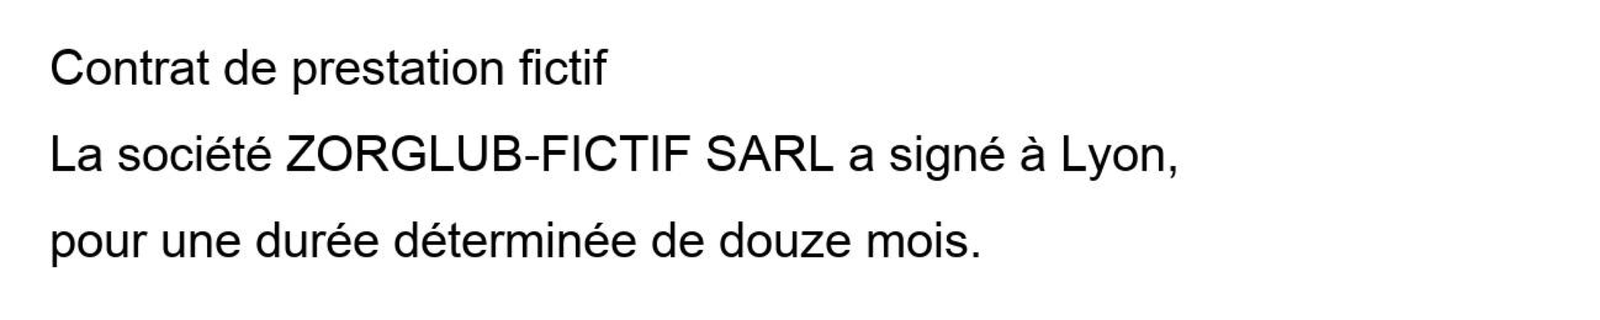 Contrat de prestation fictif
La société ZORGLUB-FICTIF SARL a signé à Lyon,
pour une durée déterminée de douze mois.